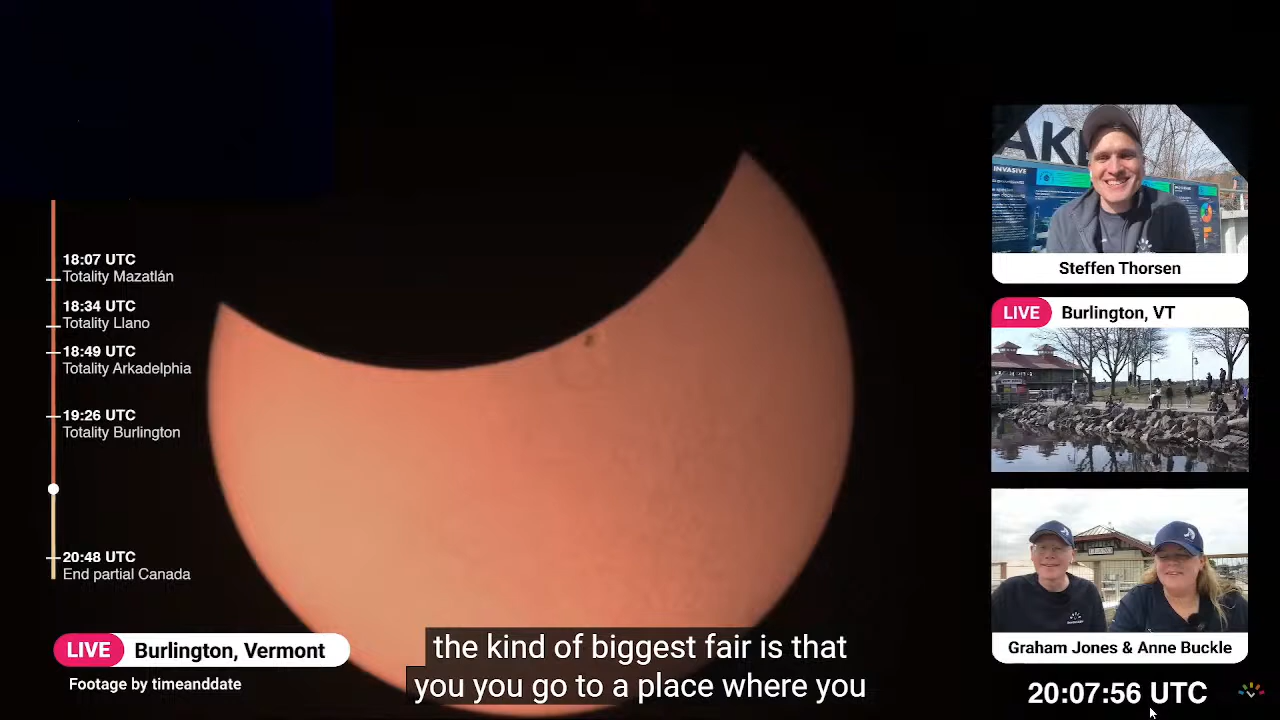 18:07 UTC
Totality Mazatlán
18:34 UTC
Totality Llano
18:49 UTC
Totality Arkadelphia
19:26 UTC
Totality Burlington
20:48 UTC
End partial Canada
LIVE Burlington, Vermont
Footage by timeanddate
the kind of biggest fair is that
you you go to a place where you
AKE
INVASIVE
Steffen Thorsen
LIVE Burlington, VT
Graham Jones & Anne Buckle
20:07:56 UTC